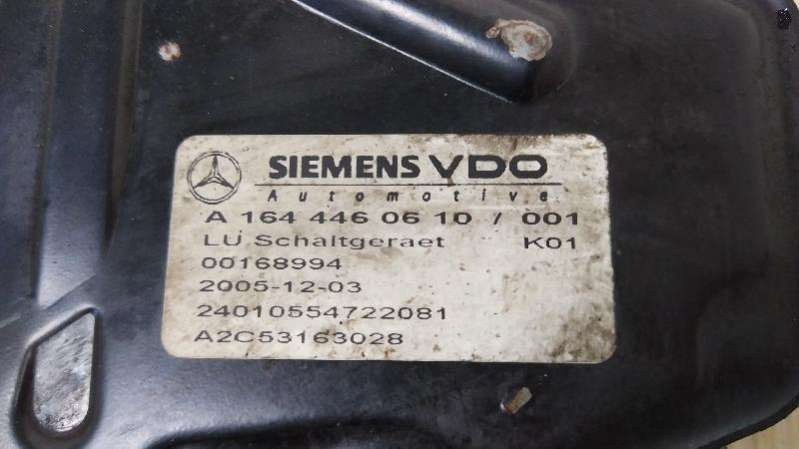 SIEMENS VDO
Automotive
A 164 446 06 10 / 001
LU Schaltgeraet K01
00168994
2005-12-03
24010554722081
A2C53163028